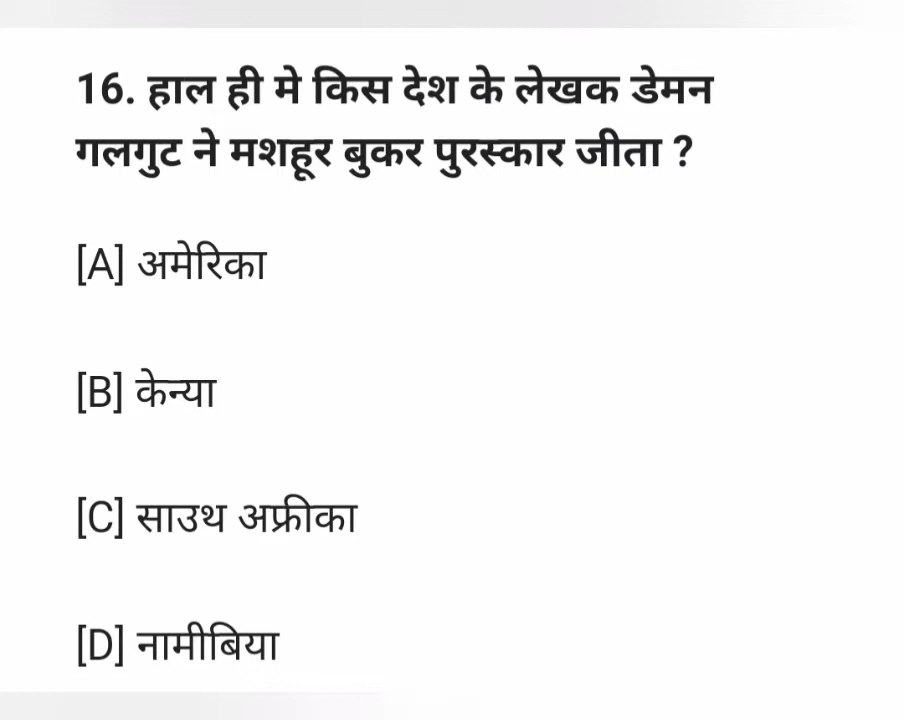 16. हाल ही मे किस देश के लेखक डेमन
गलगुट ने मशहूर बुकर पुरस्कार जीता ?
[A] अमेरिका
[B] केन्या
[C] साउथ अफ्रीका
[D] नामीबिया